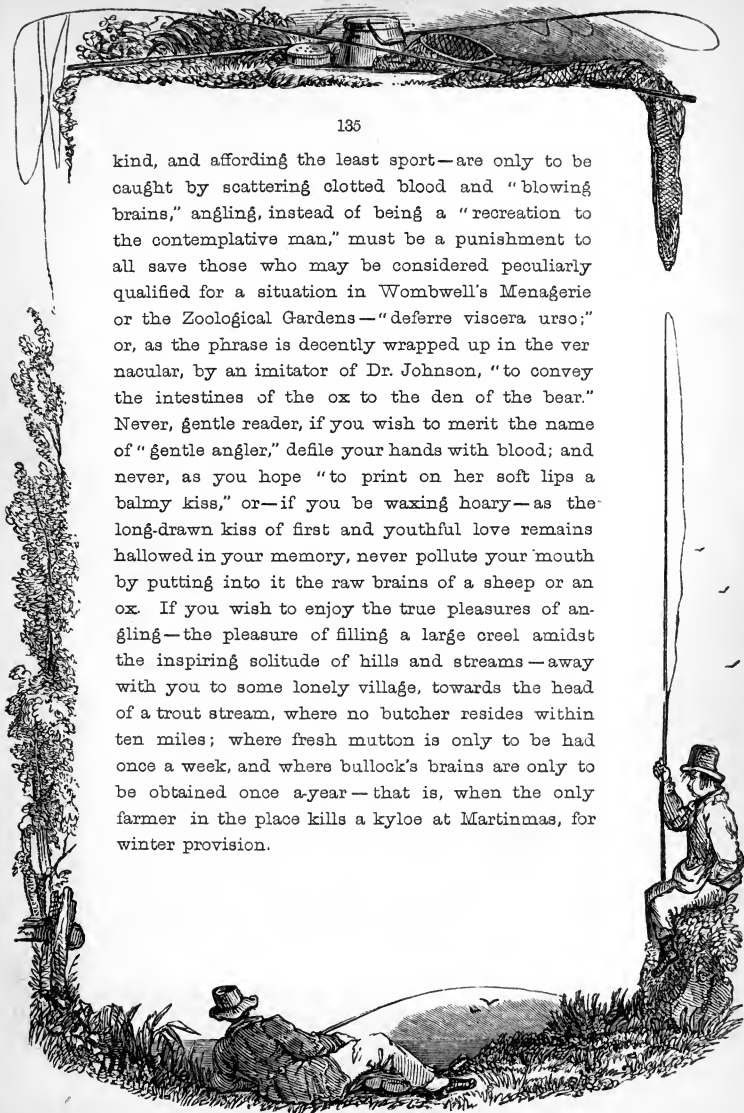 135
kind, and affording the least sport—are only to be
caught by scattering clotted blood and "blowing
brains," angling, instead of being a "recreation to
the contemplative man," must be a punishment to
all save those who may be considered peculiarly
qualified for a situation in Wombwell's Menagerie
or the Zoological Gardens—"deferre viscera urso;"
or, as the phrase is decently wrapped up in the ver
nacular, by an imitator of Dr. Johnson, "to convey
the intestines of the ox to the den of the bear."
Never, gentle reader, if you wish to merit the name
of "gentle angler," defile your hands with blood; and
never, as you hope "to print on her soft lips a
balmy kiss," or—if you be waxing hoary—as the
long-drawn kiss of first and youthful love remains
hallowed in your memory, never pollute your mouth
by putting into it the raw brains of a sheep or an
ox. If you wish to enjoy the true pleasures of an-
gling—the pleasure of filling a large creel amidst
the inspiring solitude of hills and streams—away
with you to some lonely village, towards the head
of a trout stream, where no butcher resides within
ten miles; where fresh mutton is only to be had
once a week, and where bullock's brains are only to
be obtained once a-year—that is, when the only
farmer in the place kills a kyloe at Martinmas, for
winter provision.